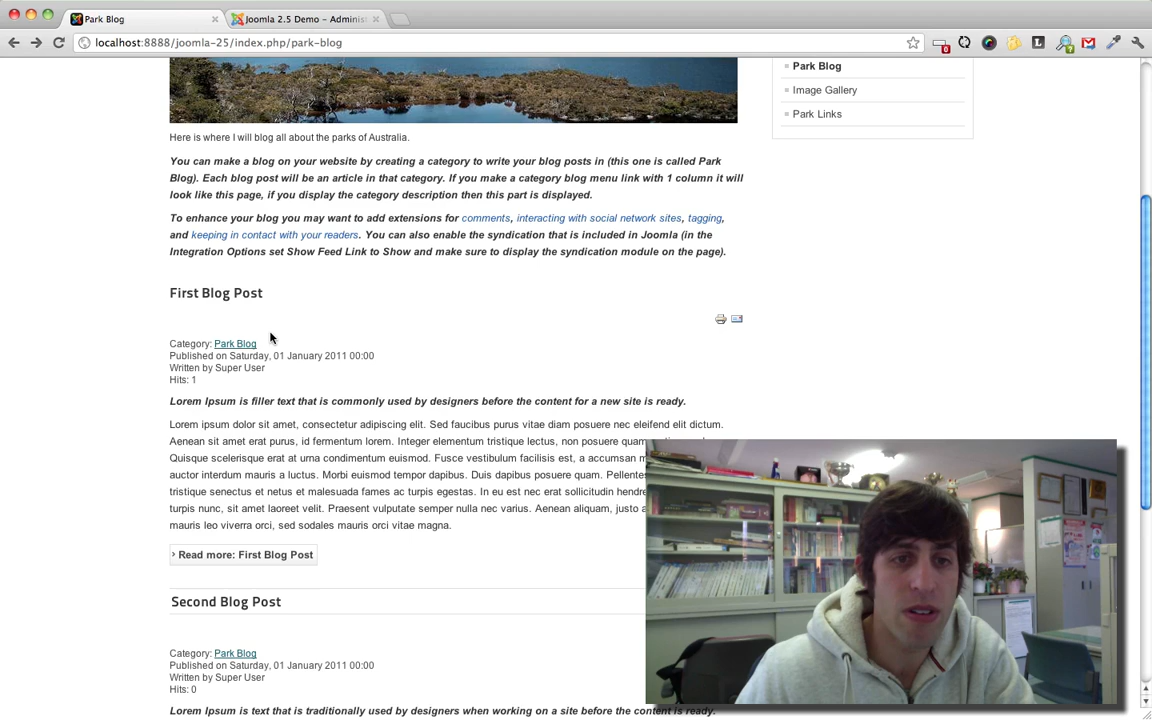 Park Blog
Joomla 2.5 Demo - Adminis
localhost:8888/joomla-25/index.php/park-blog
Park Blog
Image Gallery
Park Links
Here is where I will blog all about the parks of Australia.
You can make a blog on your website by creating a category to write your blog posts in (this one is called Park
Blog). Each blog post will be an article in that category. If you make a category blog menu link with 1 column it will
look like this page, if you display the category description then this part is displayed.
To enhance your blog you may want to add extensions for comments, interacting with social network sites, tagging,
and keeping in contact with your readers. You can also enable the syndication that is included in Joomla (in the
Integration Options set Show Feed Link to Show and make sure to display the syndication module on the page).
First Blog Post
Category: Park Blog
Published on Saturday, 01 January 2011 00:00
Written by Super User
Hits: 1
Lorem Ipsum is filler text that is commonly used by designers before the content for a new site is ready.
Lorem ipsum dolor sit amet, consectetur adipiscing elit. Sed faucibus purus vitae diam posuere nec eleifend elit dictum.
Aenean sit amet erat purus, id fermentum lorem. Integer elementum tristique lectus, non posuere quam
Quisque scelerisque erat at urna condimentum euismod. Fusce vestibulum facilisis est, a accumsan m
auctor interdum mauris a luctus. Morbi euismod tempor dapibus. Duis dapibus posuere quam. Pellente
tristique senectus et netus et malesuada fames ac turpis egestas. In eu est nec erat sollicitudin hendre
turpis nunc, sit amet laoreet velit. Praesent vulputate semper nulla nec varius. Aenean aliquam, justo a
mauris leo viverra orci, sed sodales mauris orci vitae magna.
Read more: First Blog Post
Second Blog Post
Category: Park Blog
Published on Saturday, 01 January 2011 00:00
Written by Super User
Hits: 0
Lorem Ipsum is text that is traditionally used by designers when working on a site before the content is ready.